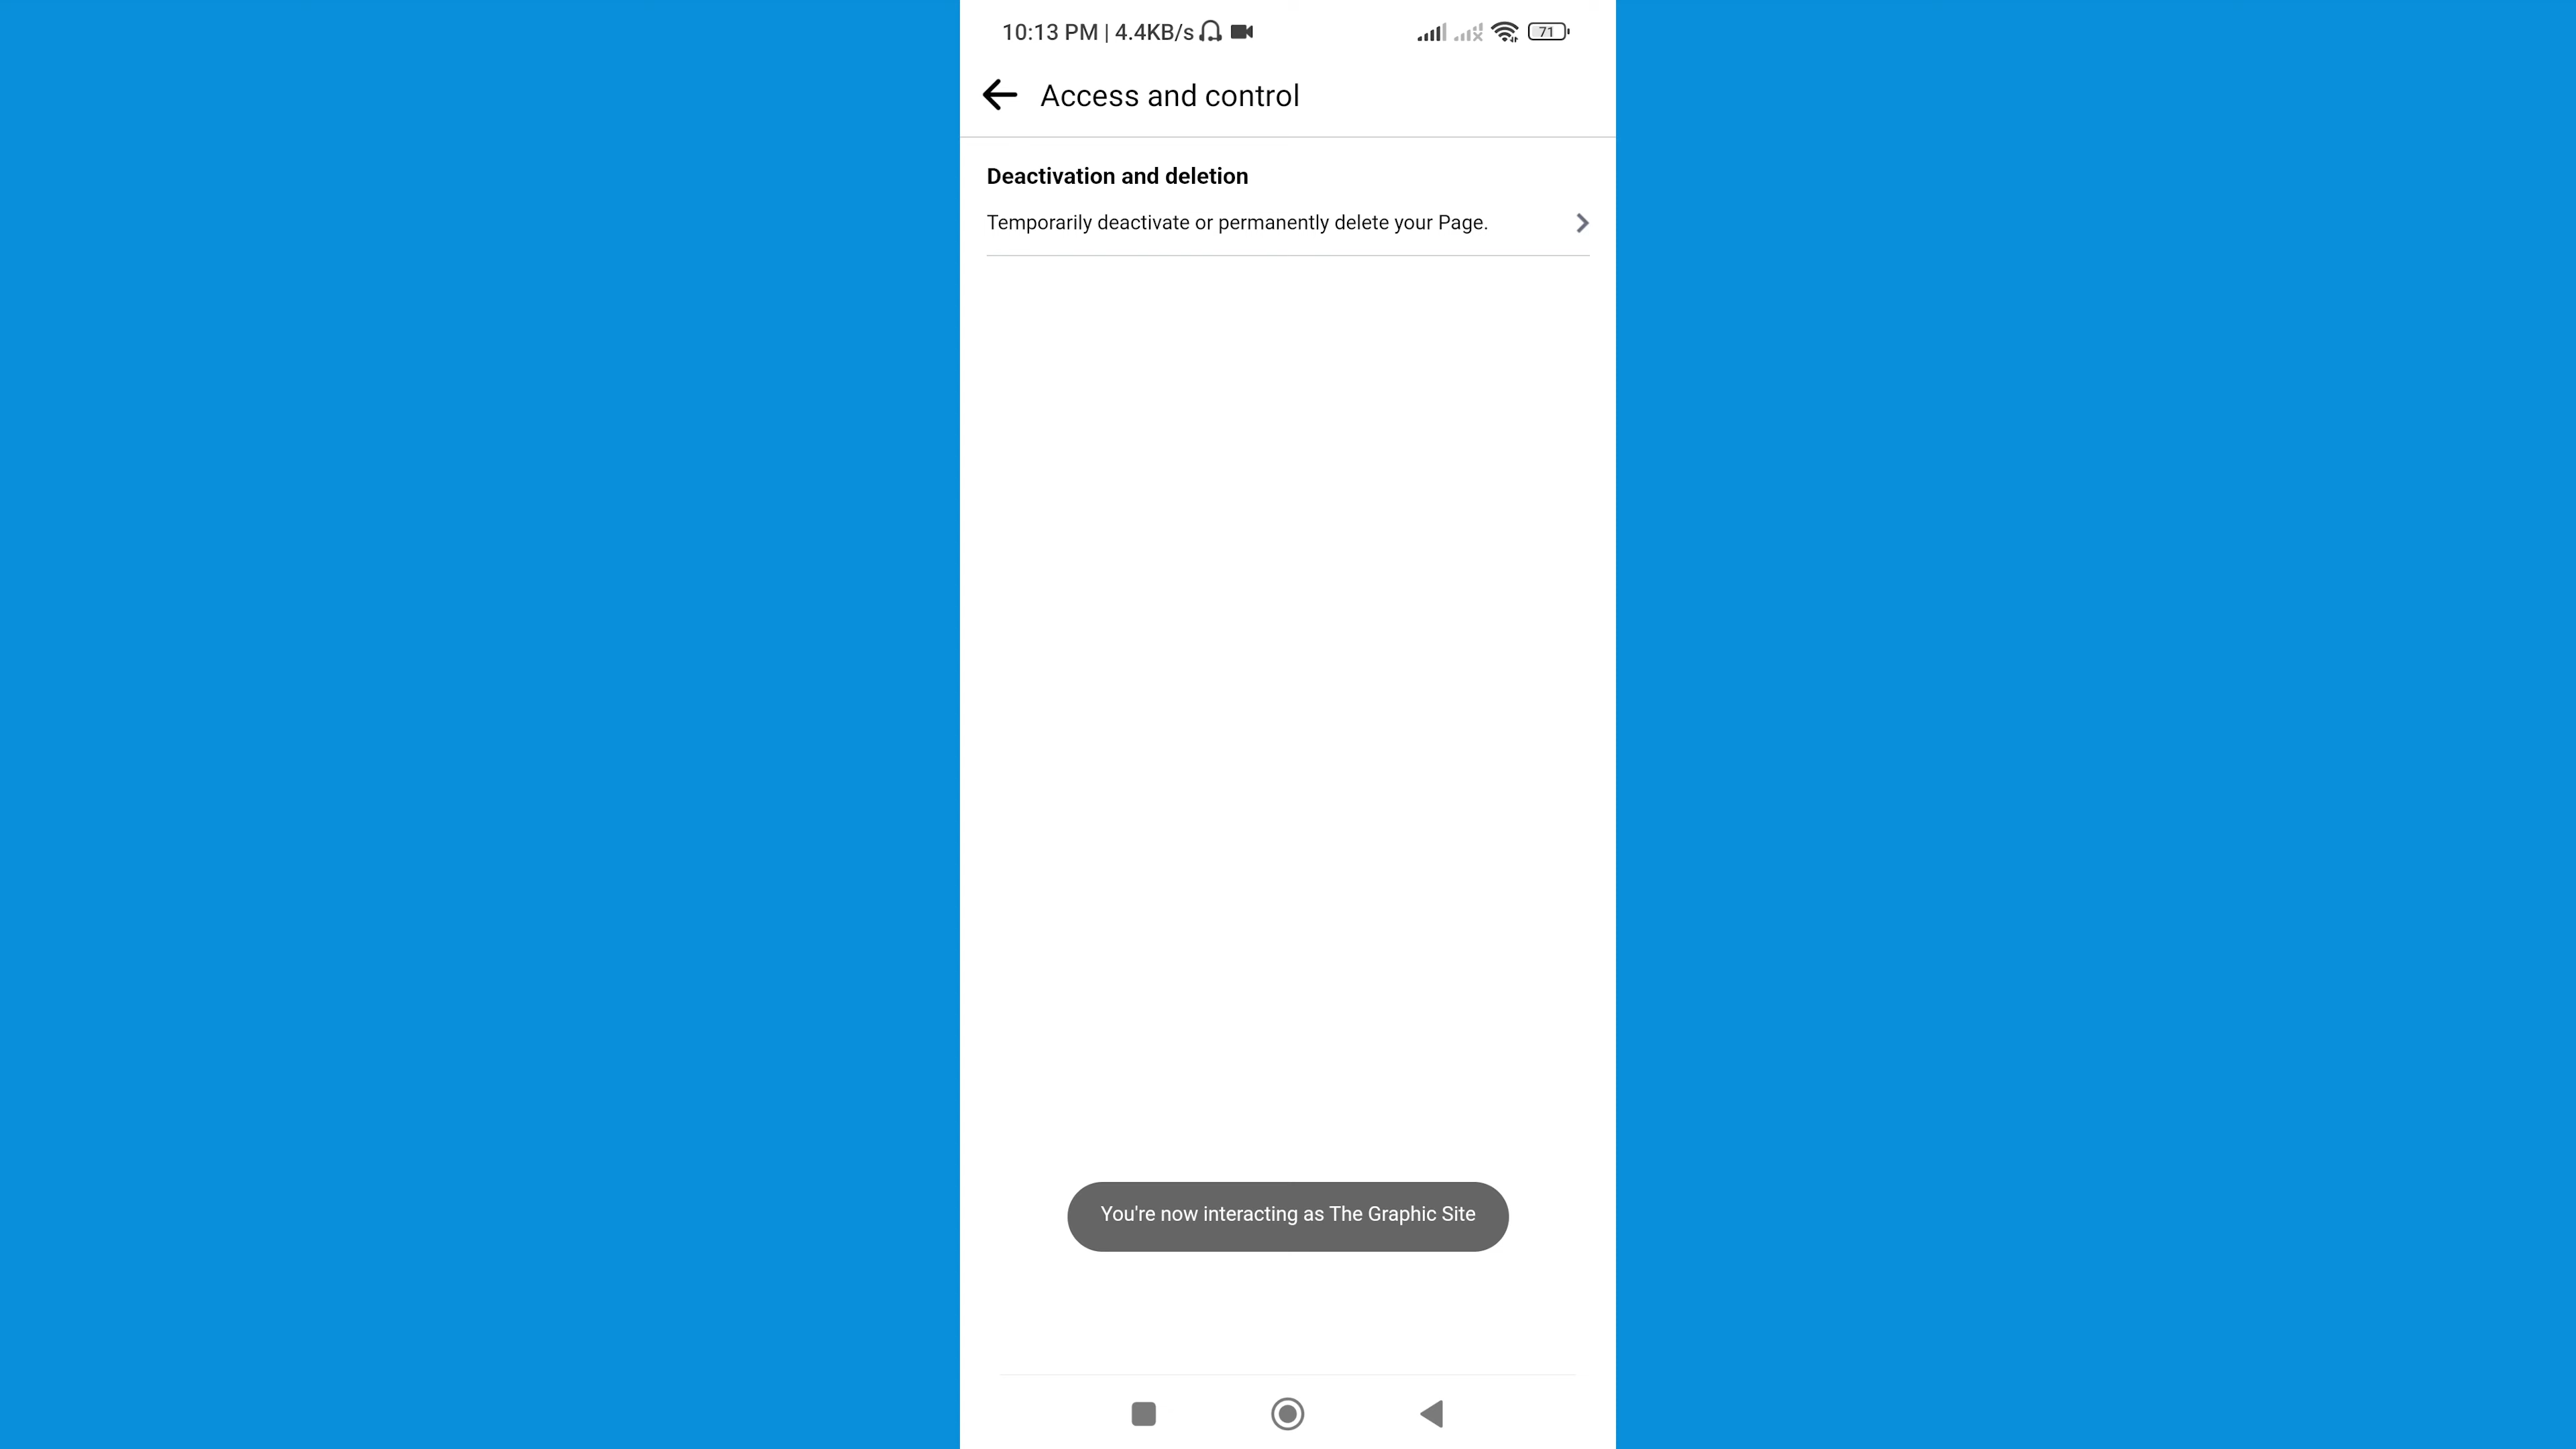 10:13 PM | 4.4KB/s 71
Access and control
Deactivation and deletion
Temporarily deactivate or permanently delete your Page.
You're now interacting as The Graphic Site